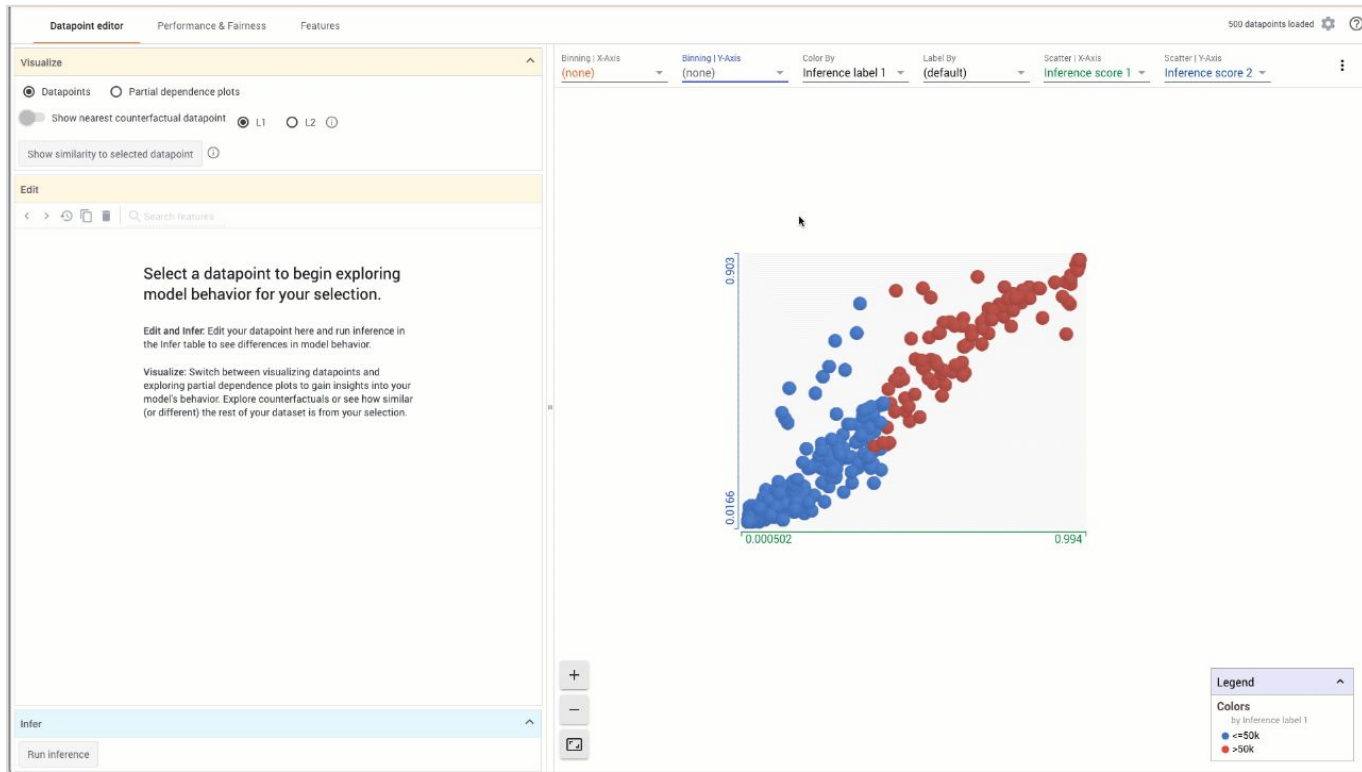 Datapoint editor Performance & Fairness Features 500 datapoints loaded
Visualize
Datapoints Partial dependence plots
Show nearest counterfactual datapoint L1 L2
Show similarity to selected datapoint
Edit
Search features
Select a datapoint to begin exploring
model behavior for your selection.
Edit and Infer: Edit your datapoint here and run inference in
the Infer table to see differences in model behavior.
Visualize: Switch between visualizing datapoints and
exploring partial dependence plots to gain insights into your
model's behavior. Explore counterfactuals or see how similar
(or different) the rest of your dataset is from your selection.
Infer
Run inference
Binning | X-Axis Binning | Y-Axis Color By Label By Scatter | X-Axis Scatter | Y-Axis
(none) (none) Inference label 1 (default) Inference score 1 Inference score 2
0.903
0.0166
0.000502 0.994
Legend
Colors
by Inference label 1
<=50k
>50k